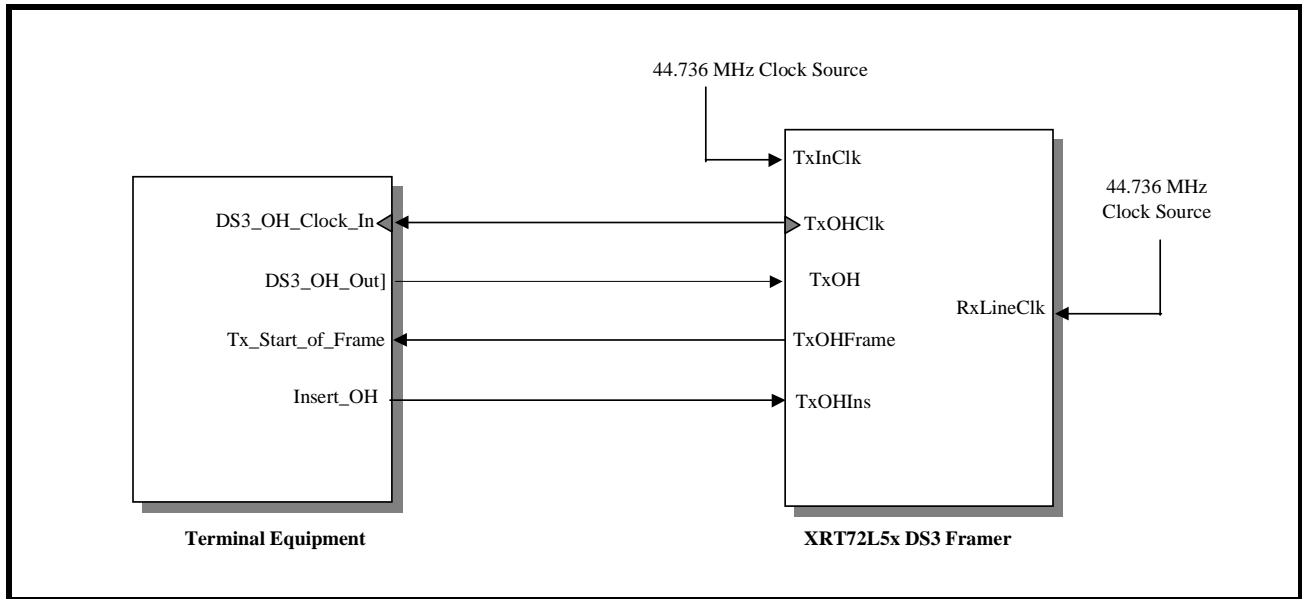 44.736 MHz Clock Source
TxInClk
44.736 MHz
Clock Source
DS3_OH_Clock_In
TxOHClk
DS3_OH_Out]
TxOH
RxLineClk
Tx_Start_of_Frame
TxOHFrame
Insert_OH
TxOHIns
Terminal Equipment
XRT72L5x DS3 Framer